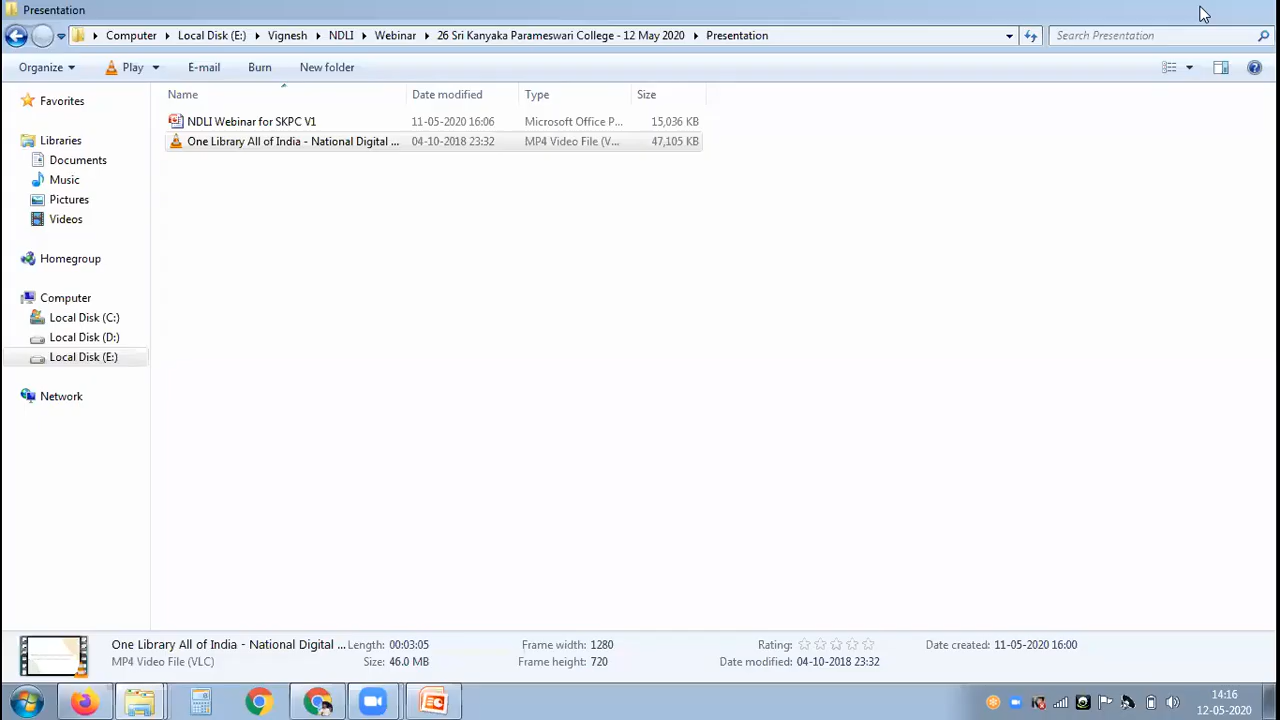 Presentation
Computer Local Disk (E:) Vignesh NDLI Webinar 26 Sri Kanyaka Parameswari College - 12 May 2020 Presentation
Search Presentation
Organize Play E-mail Burn New folder
Favorites
Libraries
Documents
Music
Pictures
Videos
Homegroup
Computer
Local Disk (C:)
Local Disk (D:)
Local Disk (E:)
Network
Name Date modified Type Size
NDLI Webinar for SKPC V1 11-05-2020 16:06 Microsoft Office P... 15,036 KB
One Library All of India - National Digital ... 04-10-2018 23:32 MP4 Video File (V... 47,105 KB
One Library All of India - National Digital ... Length: 00:03:05 Frame width: 1280 Rating: Date created: 11-05-2020 16:00
MP4 Video File (VLC) Size: 46.0 MB Frame height: 720 Date modified: 04-10-2018 23:32
14:16
12-05-2020